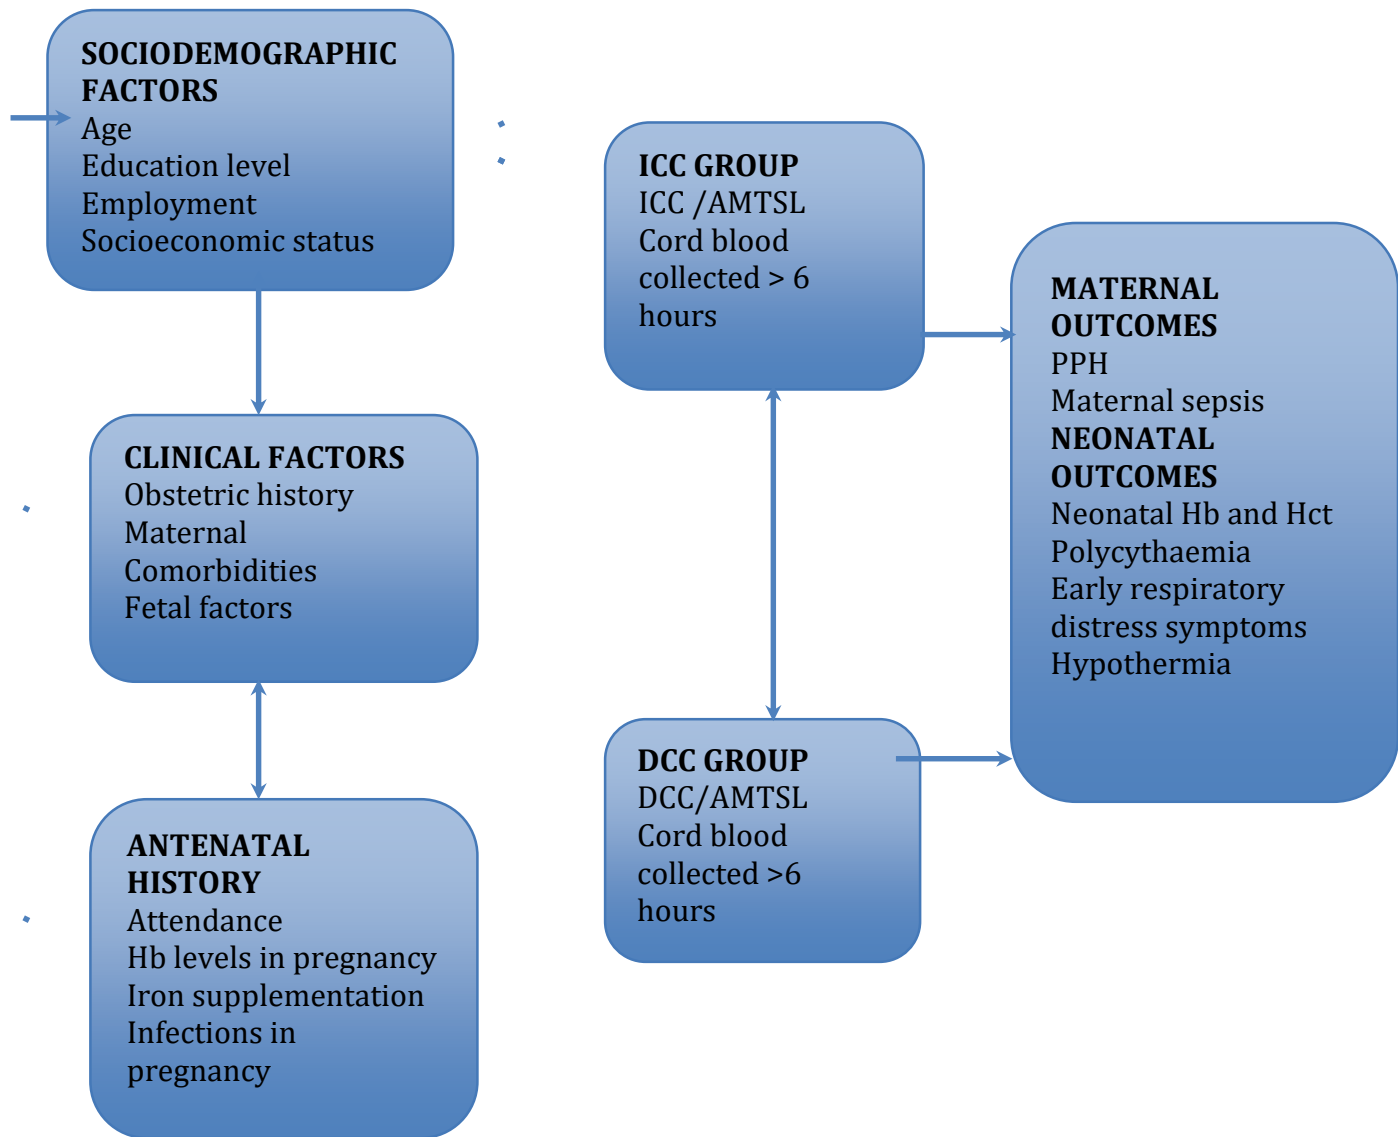 SOCIODEMOGRAPHIC
FACTORS
Age
Education level
Employment
Socioeconomic status
CLINICAL FACTORS
Obstetric history
Maternal
Comorbidities
Fetal factors
ANTENATAL
HISTORY
Attendance
Hb levels in pregnancy
Iron supplementation
Infections in
pregnancy
ICC GROUP
ICC /AMTSL
Cord blood
collected > 6
hours
DCC GROUP
DCC/AMTSL
Cord blood
collected >6
hours
MATERNAL
OUTCOMES
PPH
Maternal sepsis
NEONATAL
OUTCOMES
Neonatal Hb and Hct
Polycythaemia
Early respiratory
distress symptoms
Hypothermia